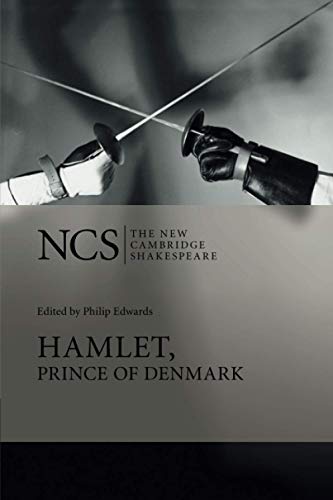 NCS
THE NEW
CAMBRIDGE
SHAKESPEARE
Edited by Philip Edwards
HAMLET,
PRINCE OF DENMARK